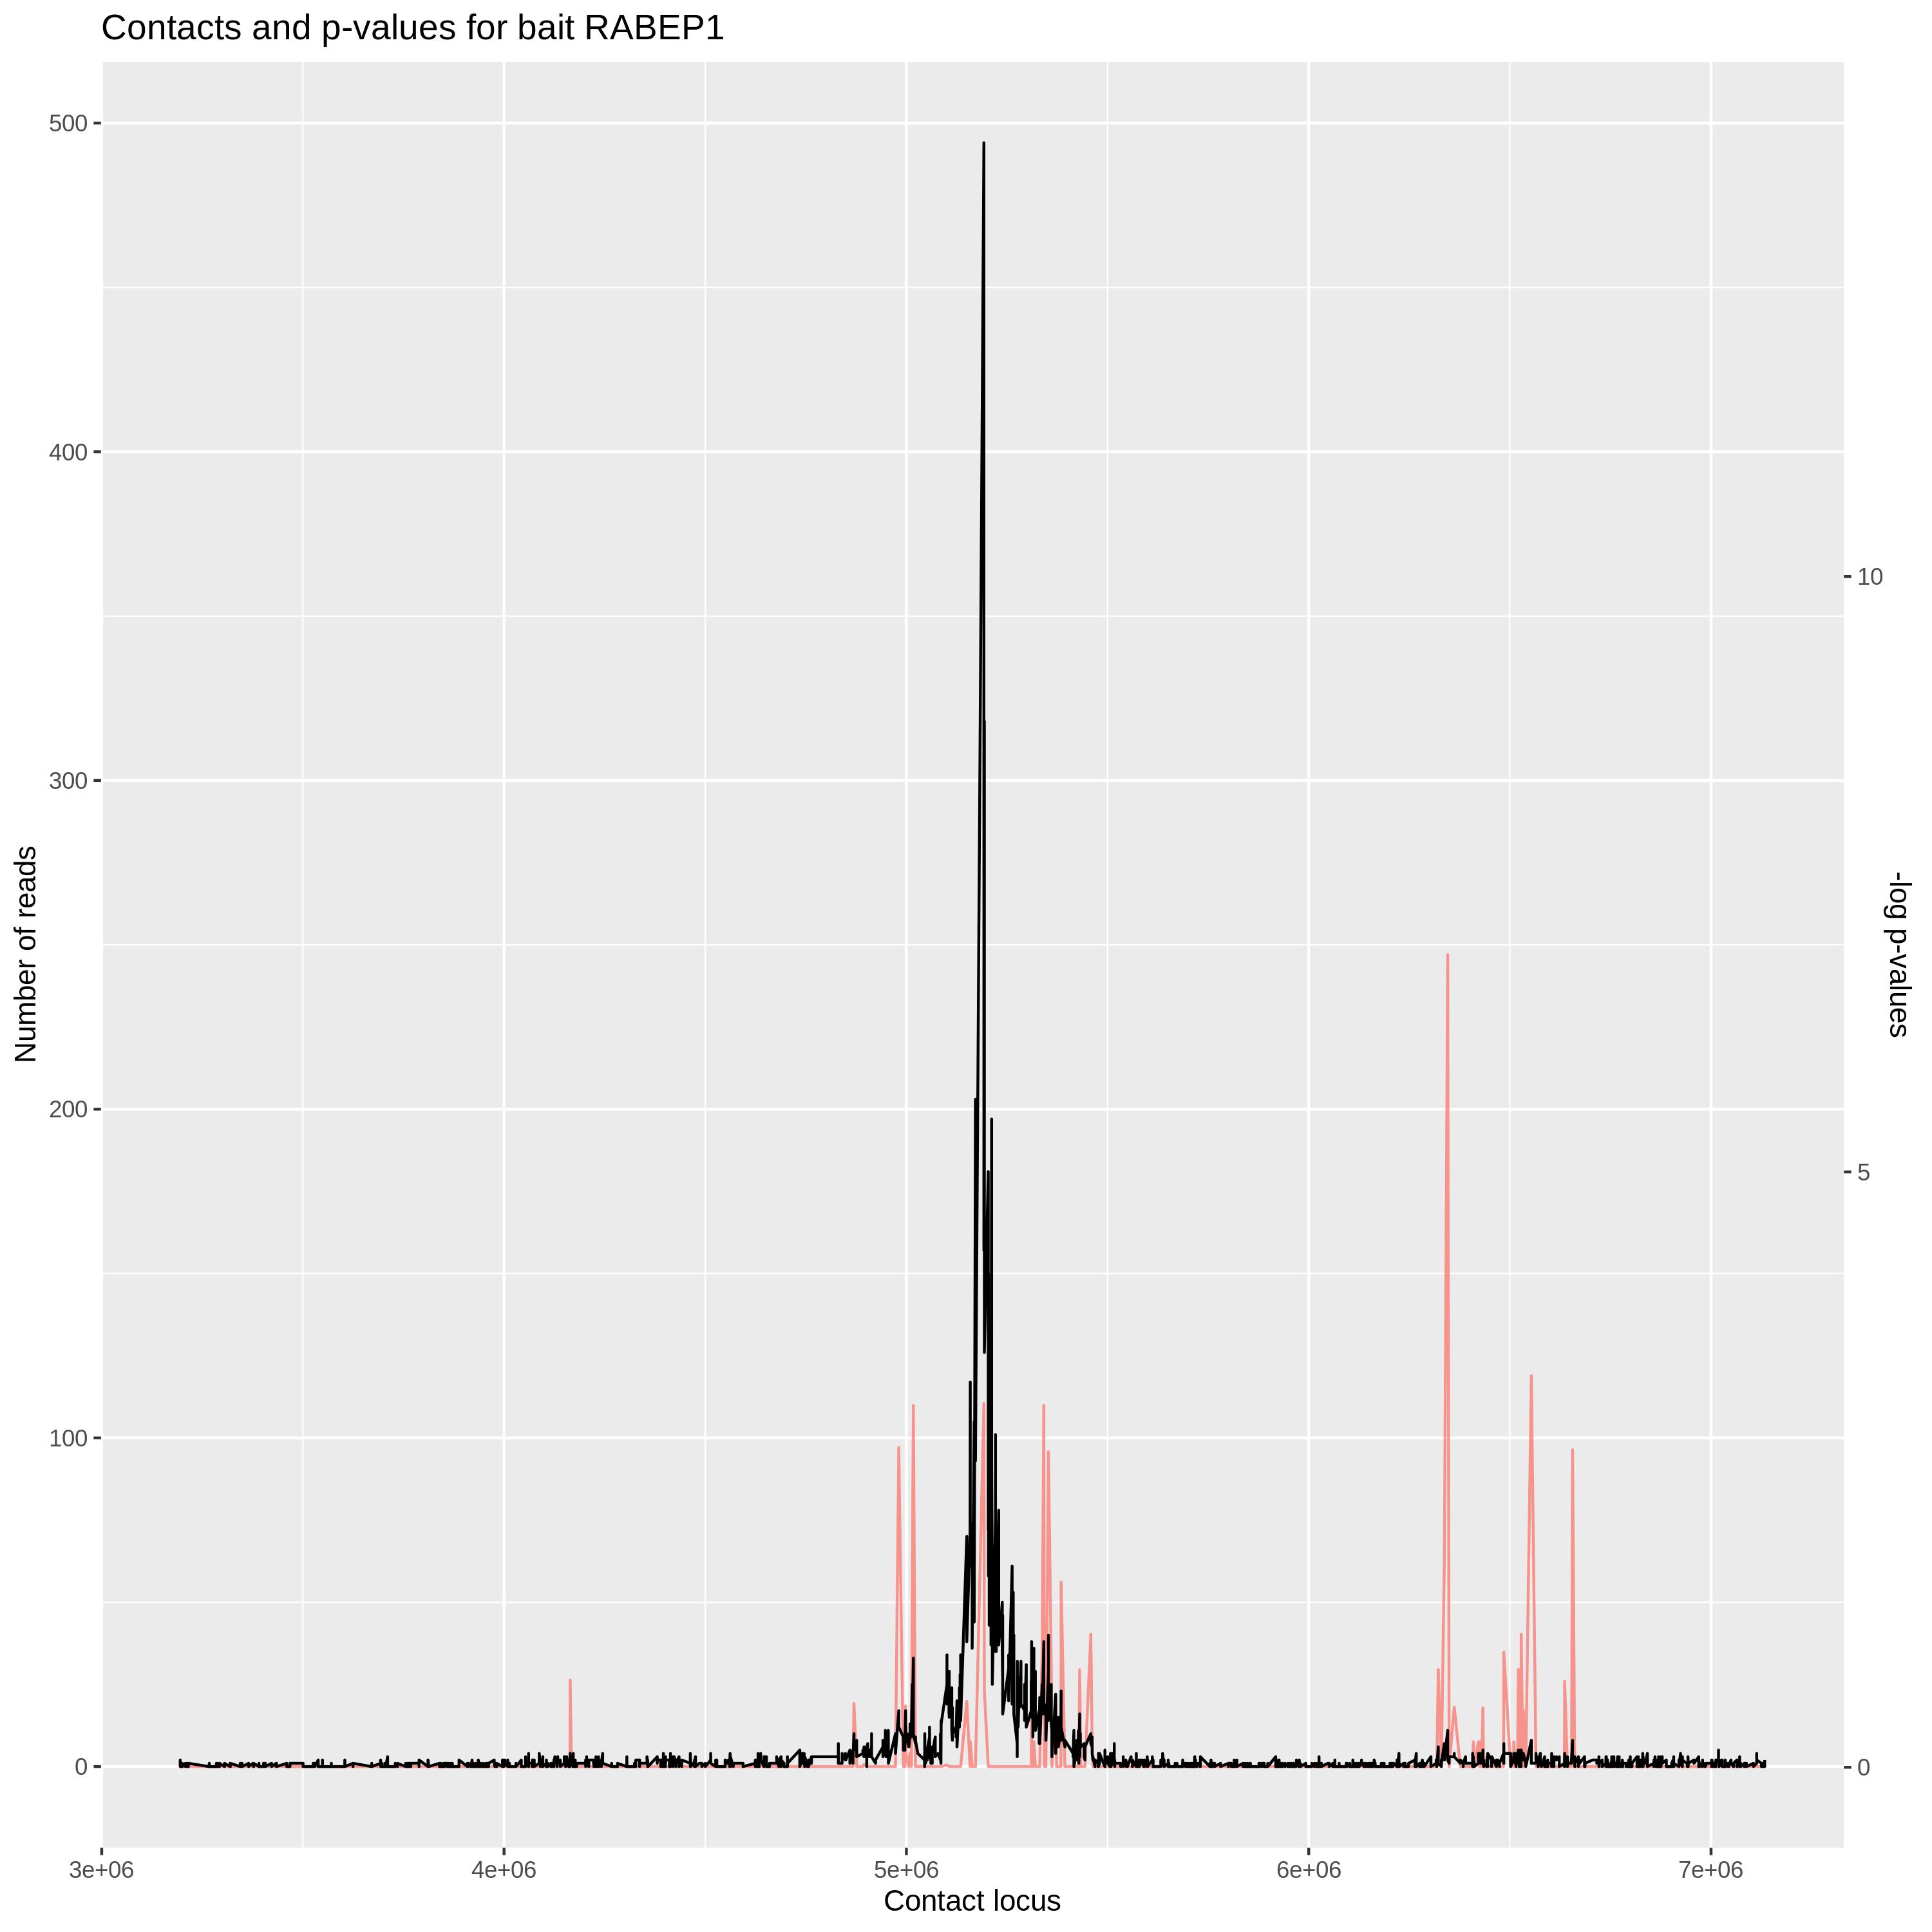 Contacts and p-values for bait RABEP1
500
400
300
200
100
0
Number of reads
10
5
0
-log p-values
3e+06
4e+06
5e+06
6e+06
7e+06
Contact locus